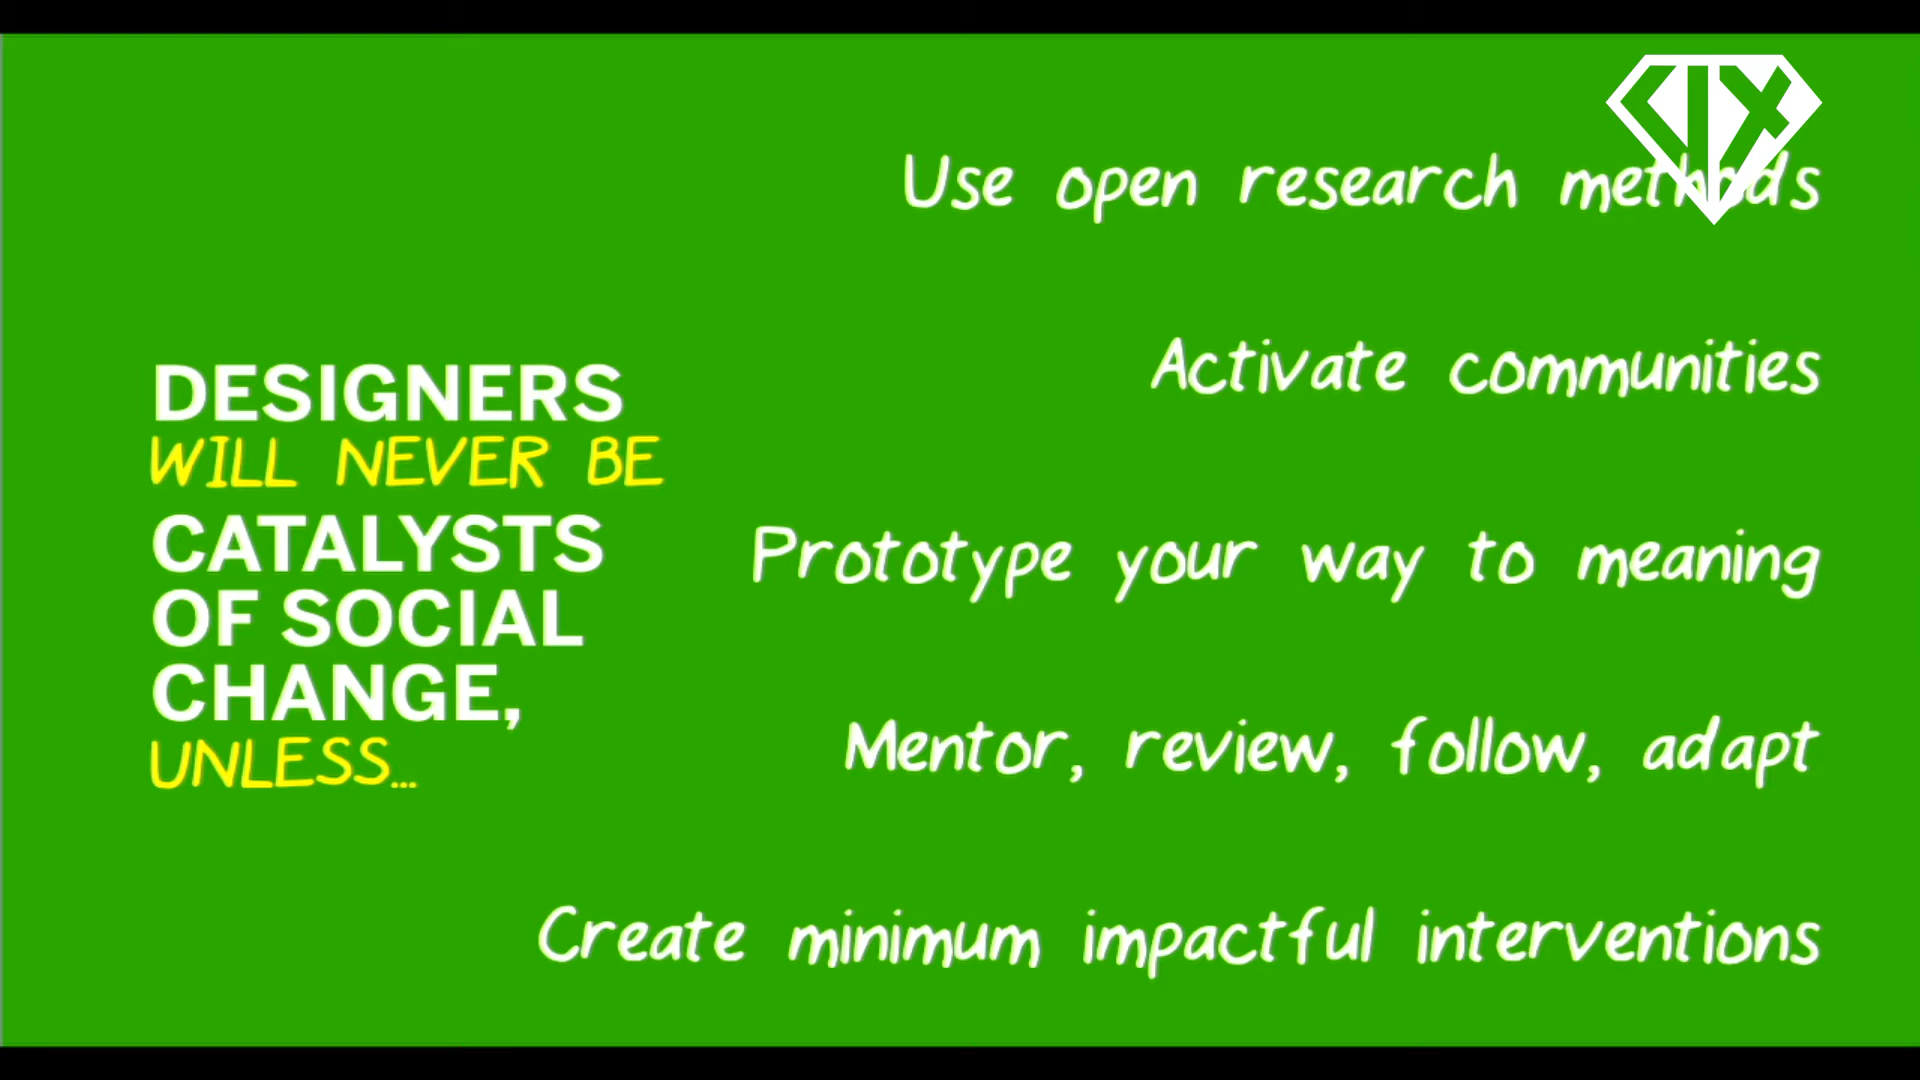 DESIGNERS
WILL NEVER BE
CATALYSTS
OF SOCIAL
CHANGE,
UNLESS...
Use open research methods
Activate communities
Prototype your way to meaning
Mentor, review, follow, adapt
Create minimum impactful interventions